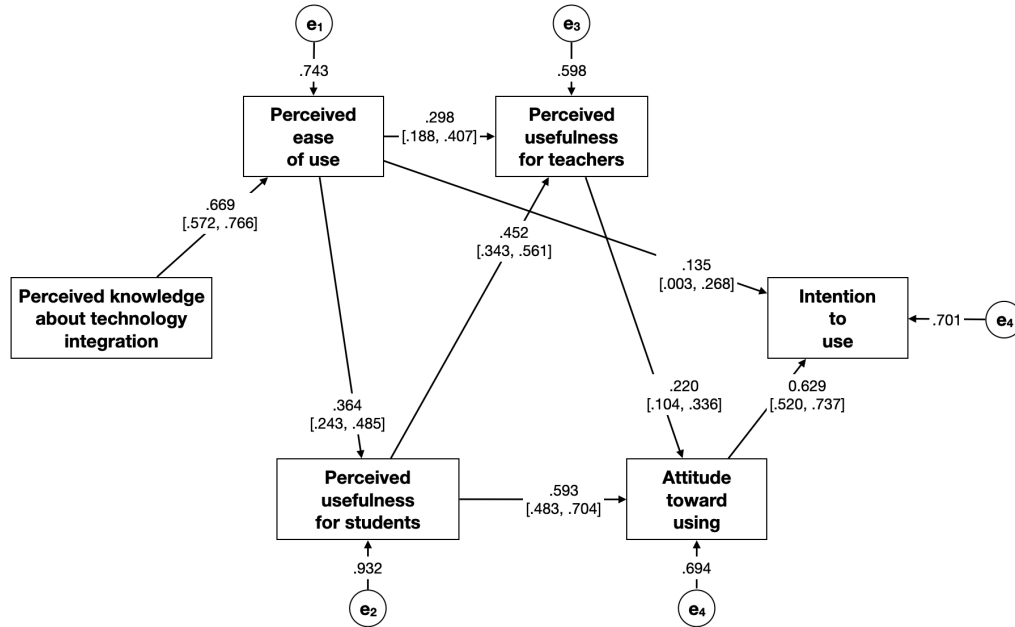 e₁
e₃
.743
.598
Perceived
ease
of use
.298
[.188, .407]
Perceived
usefulness
for teachers
.669
[.572, .766]
.452
[.343, .561]
.135
[.003, .268]
Perceived knowledge
about technology
integration
Intention
to
use
.701
e₄
.364
[.243, .485]
.220
[.104, .336]
0.629
[.520, .737]
Perceived
usefulness
for students
.593
[.483, .704]
Attitude
toward
using
.932
.694
e₂
e₄